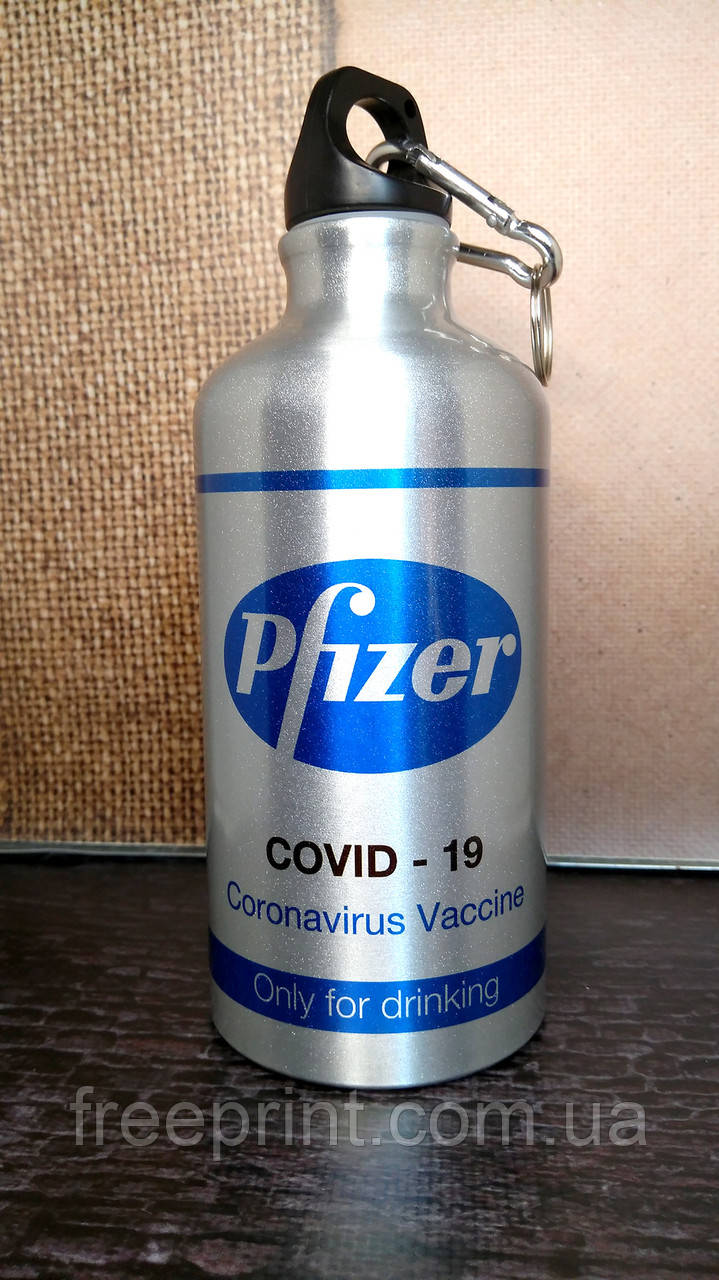 Pfizer
COVID - 19
Coronavirus Vaccine
Only for drinking
freeprint.com.ua